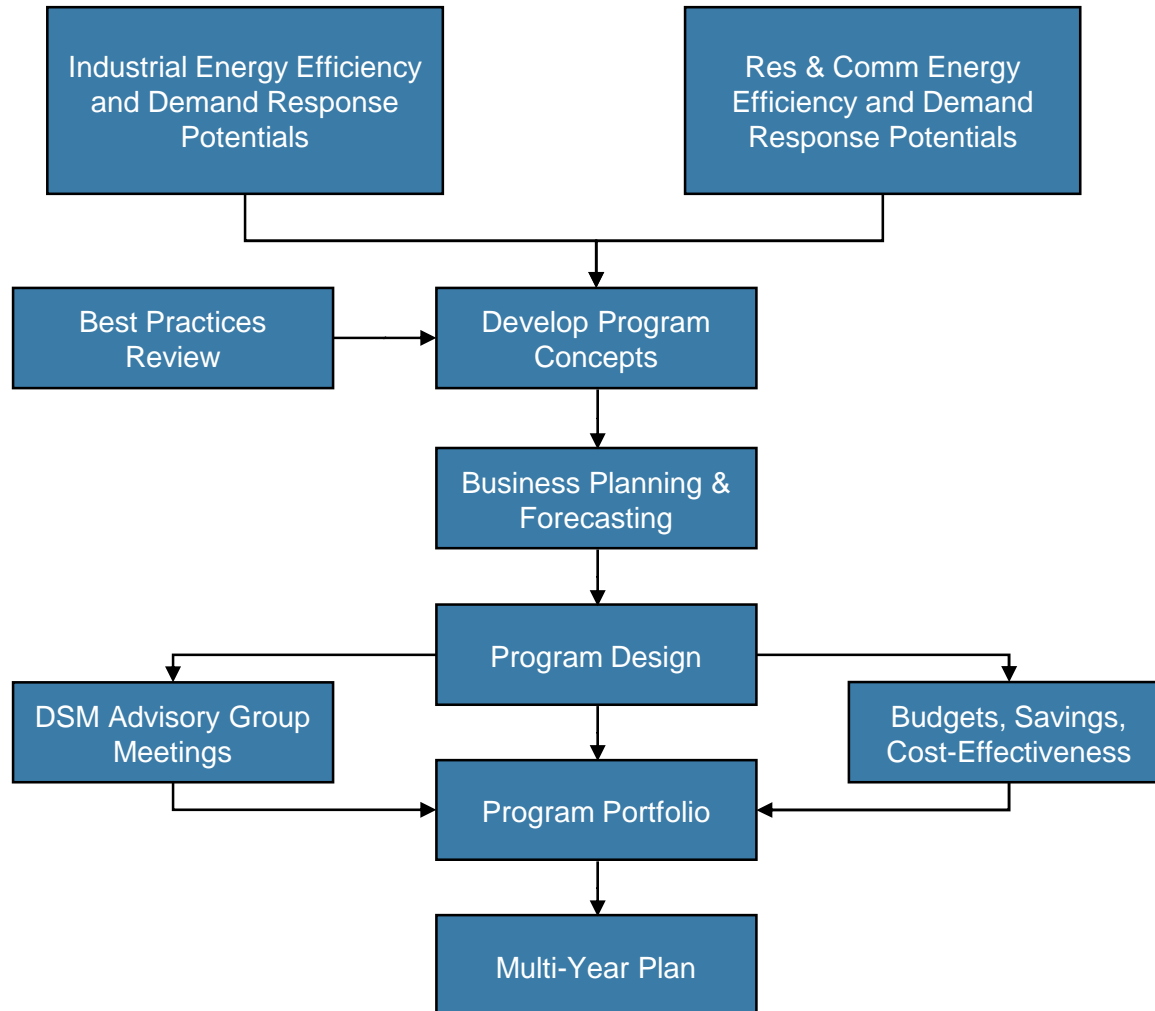 Industrial Energy Efficiency
and Demand Response
Potentials
Res & Comm Energy
Efficiency and Demand
Response Potentials
Best Practices
Review
Develop Program
Concepts
Business Planning &
Forecasting
Program Design
DSM Advisory Group
Meetings
Budgets, Savings,
Cost-Effectiveness
Program Portfolio
Multi-Year Plan